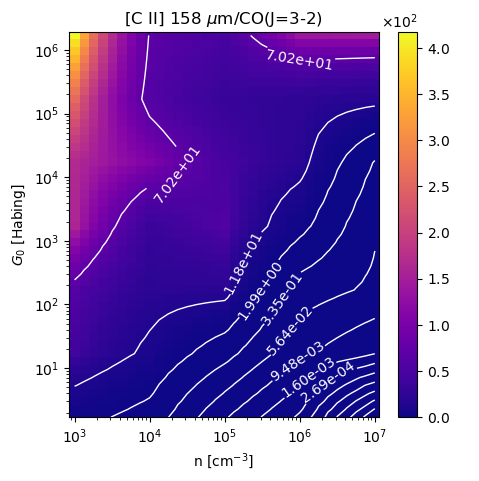 [C II] 158 μm/CO(J=3-2)
×10²
10⁶
10⁵
10⁴
10³
10²
10¹
G₀ [Habing]
7.02e+01
7.02e+01
1.18e+01
1.99e+00
3.35e-01
5.64e-02
9.48e-03
1.60e-03
2.69e-04
10³
10⁴
10⁵
10⁶
10⁷
n [cm⁻³]
4.0
3.5
3.0
2.5
2.0
1.5
1.0
0.5
0.0